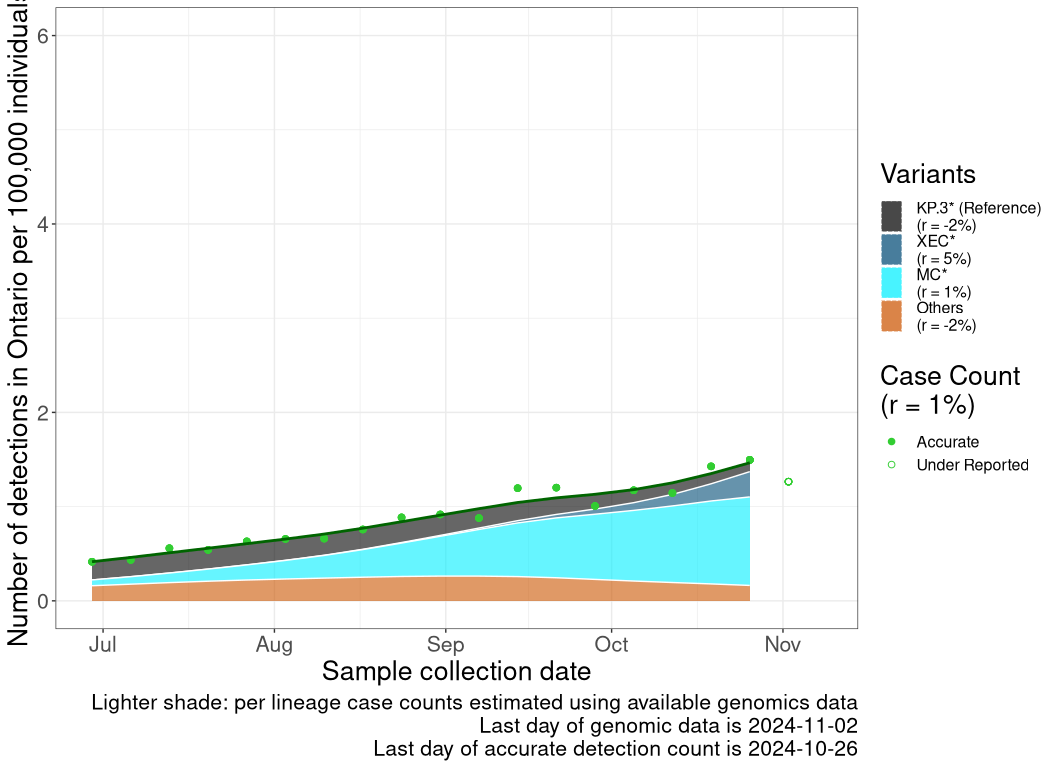 Number of detections in Ontario per 100,000 individuals
6
4
2
0
Jul
Aug
Sep
Oct
Nov
Sample collection date
Lighter shade: per lineage case counts estimated using available genomics data
Last day of genomic data is 2024-11-02
Last day of accurate detection count is 2024-10-26
Variants
KP.3* (Reference)
(r = -2%)
XEC*
(r = 5%)
MC*
(r = 1%)
Others
(r = -2%)
Case Count
(r = 1%)
Accurate
Under Reported